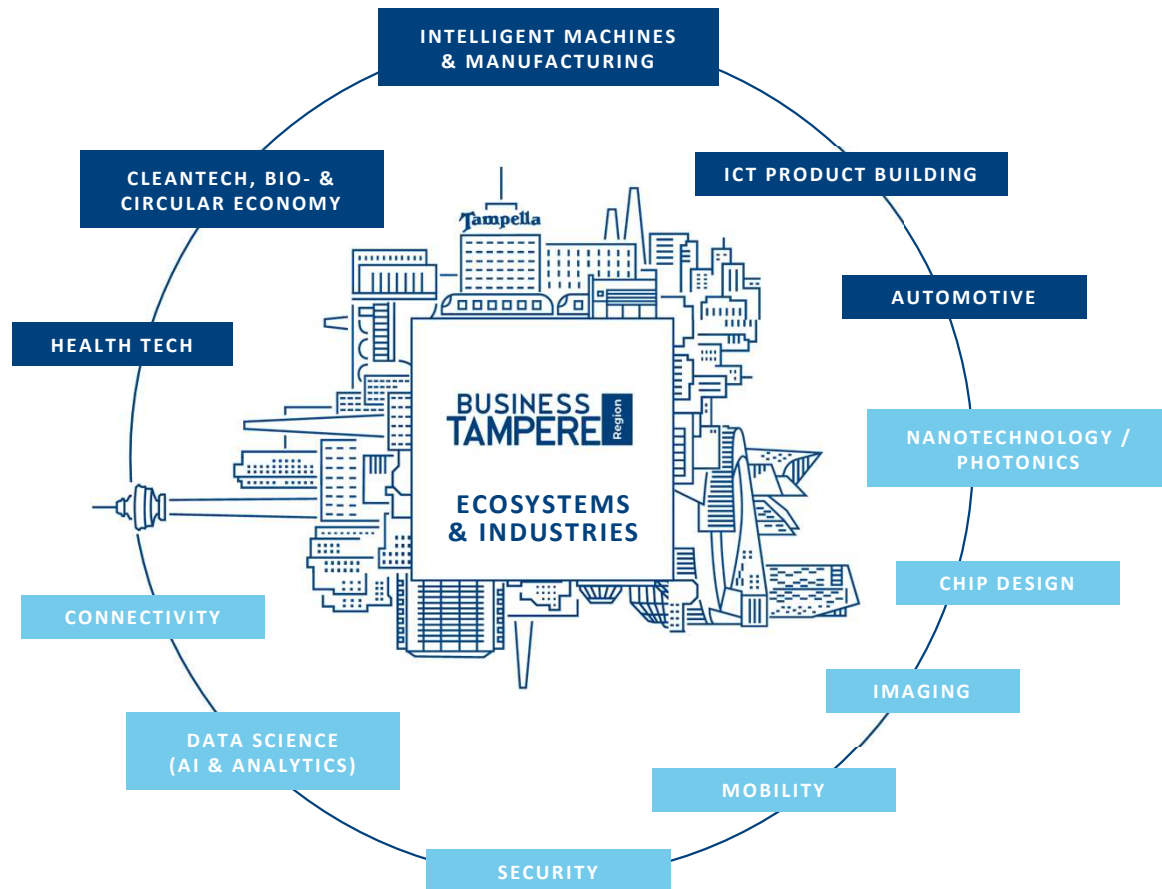 INTELLIGENT MACHINES
& MANUFACTURING
CLEANTECH, BIO- &
CIRCULAR ECONOMY
ICT PRODUCT BUILDING
Tampella
AUTOMOTIVE
HEALTH TECH
BUSINESS
TAMPERE
Region
NANOTECHNOLOGY /
PHOTONICS
ECOSYSTEMS
& INDUSTRIES
CHIP DESIGN
CONNECTIVITY
IMAGING
DATA SCIENCE
(AI & ANALYTICS)
MOBILITY
SECURITY